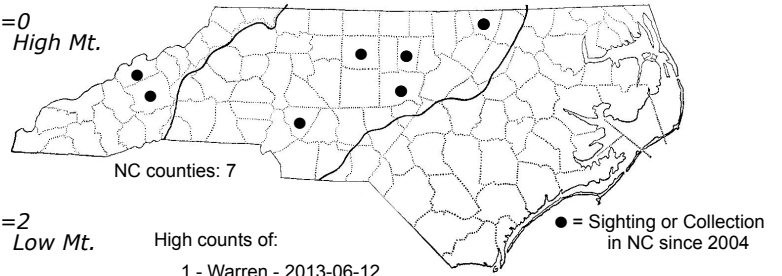 =0
High Mt.
NC counties: 7
=2
Low Mt.
High counts of:
1 - Warren - 2013-06-12
● = Sighting or Collection
in NC since 2004